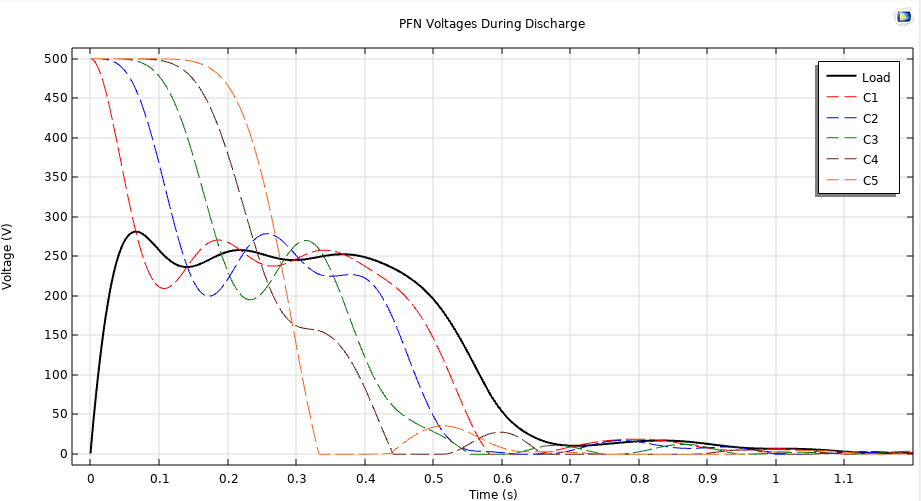 PFN Voltages During Discharge
500
450
400
350
300
250
200
150
100
50
0
Voltage (V)
Load
C1
C2
C3
C4
C5
0 0.1 0.2 0.3 0.4 0.5 0.6 0.7 0.8 0.9 1 1.1
Time (s)